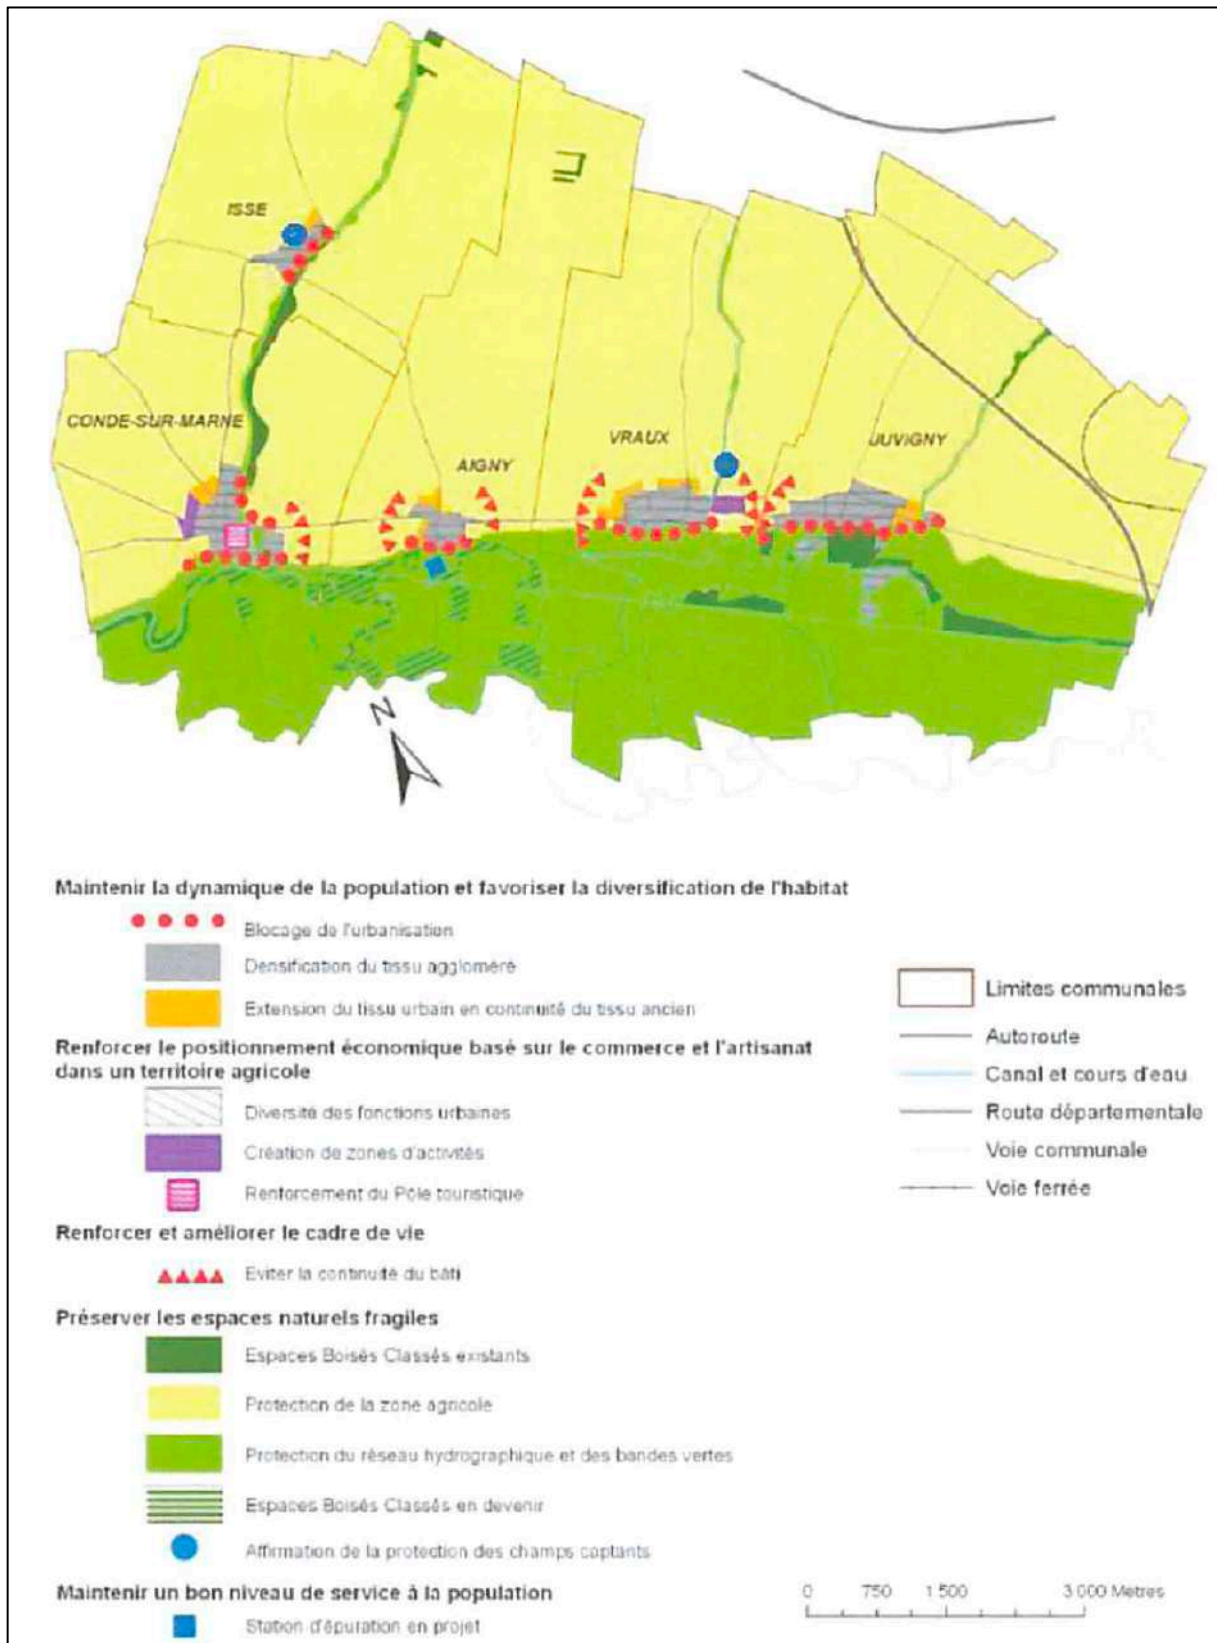 ISSE
CONDE-SUR-MARNE
AIGNY
VRAUX
JUVIGNY
N
Maintenir la dynamique de la population et favoriser la diversification de l'habitat
Blocage de l'urbanisation
Densification du tissu aggloméré
Extension du tissu urbain en continuité du tissu ancien
Renforcer le positionnement économique basé sur le commerce et l'artisanat
dans un territoire agricole
Diversité des fonctions urbaines
Création de zones d'activités
Renforcement du Pôle touristique
Renforcer et améliorer le cadre de vie
Eviter la continuité du bâti
Préserver les espaces naturels fragiles
Espaces Boisés Classés existants
Protection de la zone agricole
Protection du réseau hydrographique et des bandes vertes
Espaces Boisés Classés en devenir
Affirmation de la protection des champs captants
Maintenir un bon niveau de service à la population
Station d'épuration en projet
Limites communales
Autoroute
Canal et cours d'eau
Route départementale
Voie communale
Voie ferrée
0 750 1 500 3 000 Mètres